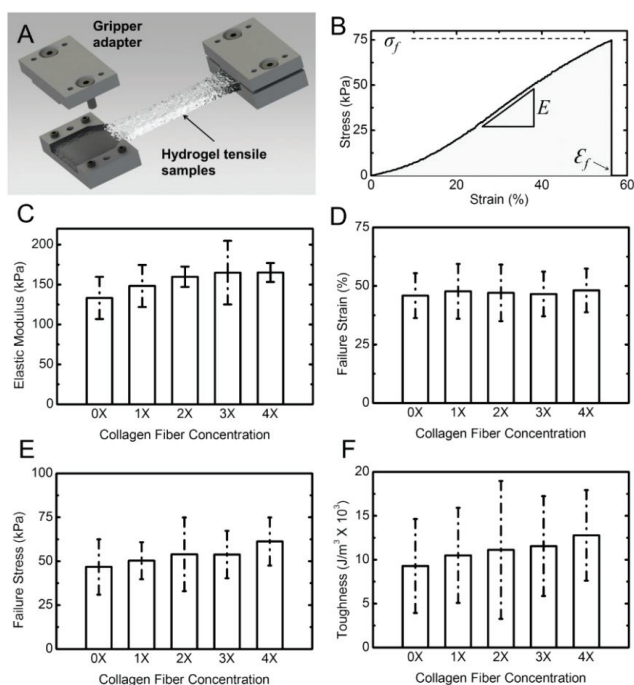 A
Gripper
adapter
Hydrogel tensile
samples
B
75
50
25
0
Stress (kPa)
σf
E
εf
0 20 40 60
Strain (%)
C
200
150
100
50
0
Elastic Modulus (kPa)
0X 1X 2X 3X 4X
Collagen Fiber Concentration
D
75
50
25
0
Failure Strain (%)
0X 1X 2X 3X 4X
Collagen Fiber Concentration
E
100
75
50
25
0
Failure Stress (kPa)
0X 1X 2X 3X 4X
Collagen Fiber Concentration
F
20
15
10
5
0
Toughness (J/m³ X 10³)
0X 1X 2X 3X 4X
Collagen Fiber Concentration